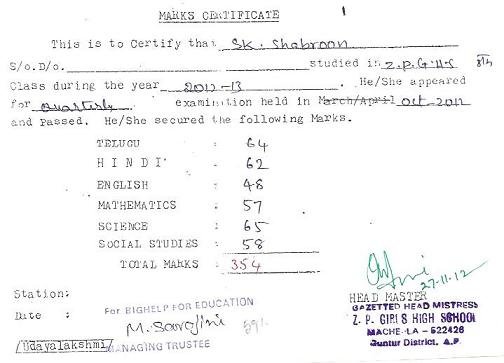 MARKS CERTIFICATE
This is to Certify that SK. Shabroon
S/o.D/o. studied in Z.P.G.H.S 8th
Class during the year 2012-13. He/She appeared
for Quarterly examination held in March/April Oct-2012
and Passed. He/She secured the following Marks.
TELUGU : 64
HINDI : 62
ENGLISH : 48
MATHEMATICS : 57
SCIENCE : 65
SOCIAL STUDIES : 58
TOTAL MARKS : 354
27-11-12
Station:
HEAD MASTER
Date :
For BIGHELP FOR EDUCATION
GAZETTED HEAD MISTRESS
M. Sarojini
Z. P. GIRLS HIGH SCHOOL
MACHE LA - 522426
/Udayalakshmi/
MANAGING TRUSTEE
Guntur District, A.P.